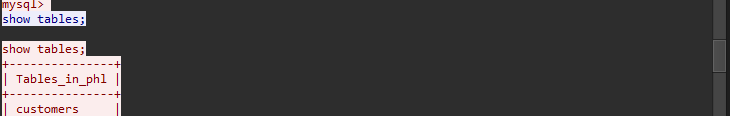 mysql>
show tables;
show tables;
+---------------+
| Tables_in_phl |
+---------------+
| customers     |